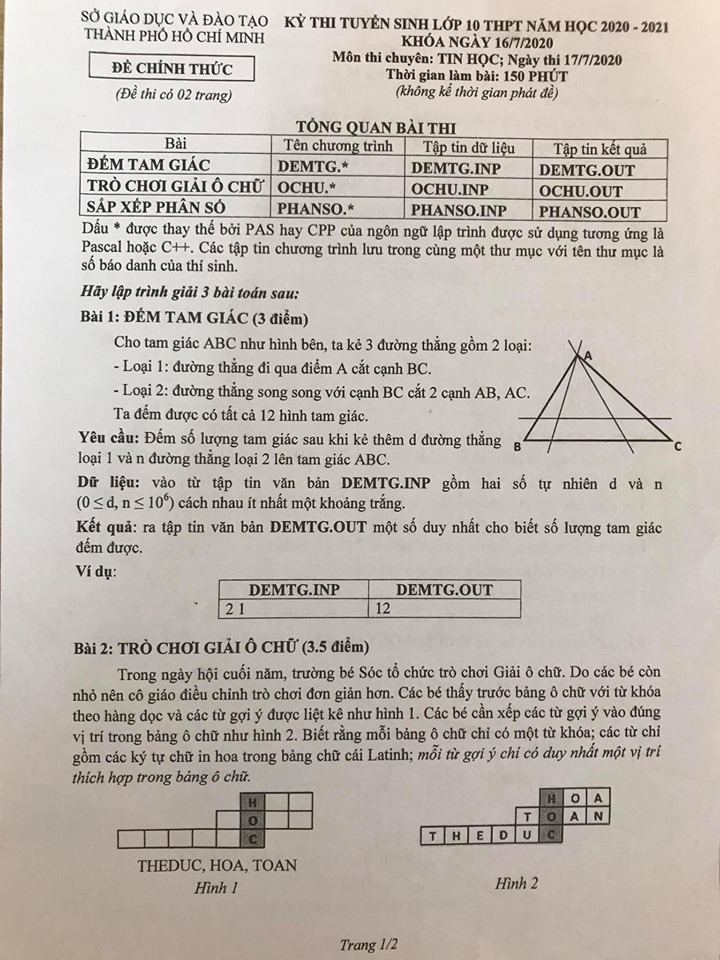 SỞ GIÁO DỤC VÀ ĐÀO TẠO
THÀNH PHỐ HỒ CHÍ MINH
ĐỀ CHÍNH THỨC
(Đề thi có 02 trang)
KỲ THI TUYỂN SINH LỚP 10 THPT NĂM HỌC 2020 - 2021
KHÓA NGÀY 16/7/2020
Môn thi chuyên: TIN HỌC; Ngày thi 17/7/2020
Thời gian làm bài: 150 PHÚT
(không kể thời gian phát đề)
TỔNG QUAN BÀI THI
Bài Tên chương trình Tập tin dữ liệu Tập tin kết quả
ĐẾM TAM GIÁC DEMTG.* DEMTG.INP DEMTG.OUT
TRÒ CHƠI GIẢI Ô CHỮ OCHU.* OCHU.INP OCHU.OUT
SẮP XẾP PHÂN SỐ PHANSO.* PHANSO.INP PHANSO.OUT
Dấu * được thay thế bởi PAS hay CPP của ngôn ngữ lập trình được sử dụng tương ứng là
Pascal hoặc C++. Các tập tin chương trình lưu trong cùng một thư mục với tên thư mục là
số báo danh của thí sinh.
Hãy lập trình giải 3 bài toán sau:
Bài 1: ĐẾM TAM GIÁC (3 điểm)
Cho tam giác ABC như hình bên, ta kẻ 3 đường thẳng gồm 2 loại:
- Loại 1: đường thẳng đi qua điểm A cắt cạnh BC.
- Loại 2: đường thẳng song song với cạnh BC cắt 2 cạnh AB, AC.
Ta đếm được có tất cả 12 hình tam giác.
A
B
C
Yêu cầu: Đếm số lượng tam giác sau khi kẻ thêm d đường thẳng
loại 1 và n đường thẳng loại 2 lên tam giác ABC.
Dữ liệu: vào từ tập tin văn bản DEMTG.INP gồm hai số tự nhiên d và n
(0 ≤ d, n ≤ 10⁶) cách nhau ít nhất một khoảng trắng.
Kết quả: ra tập tin văn bản DEMTG.OUT một số duy nhất cho biết số lượng tam giác
đếm được.
Ví dụ:
DEMTG.INP DEMTG.OUT
2 1 12
Bài 2: TRÒ CHƠI GIẢI Ô CHỮ (3.5 điểm)
Trong ngày hội cuối năm, trường bé Sóc tổ chức trò chơi Giải ô chữ. Do các bé còn
nhỏ nên cô giáo điều chỉnh trò chơi đơn giản hơn. Các bé thấy trước bảng ô chữ với từ khóa
theo hàng dọc và các từ gợi ý được liệt kê như hình 1. Các bé cần xếp các từ gợi ý vào đúng
vị trí trong bảng ô chữ như hình 2. Biết rằng mỗi bảng ô chữ chỉ có một từ khóa; các từ chỉ
gồm các ký tự chữ in hoa trong bảng chữ cái Latinh; mỗi từ gợi ý chỉ có duy nhất một vị trí
thích hợp trong bảng ô chữ.
H
O
C
THEDUC, HOA, TOAN
Hình 1
H O A
T O A N
T H E D U C
Hình 2
Trang 1/2